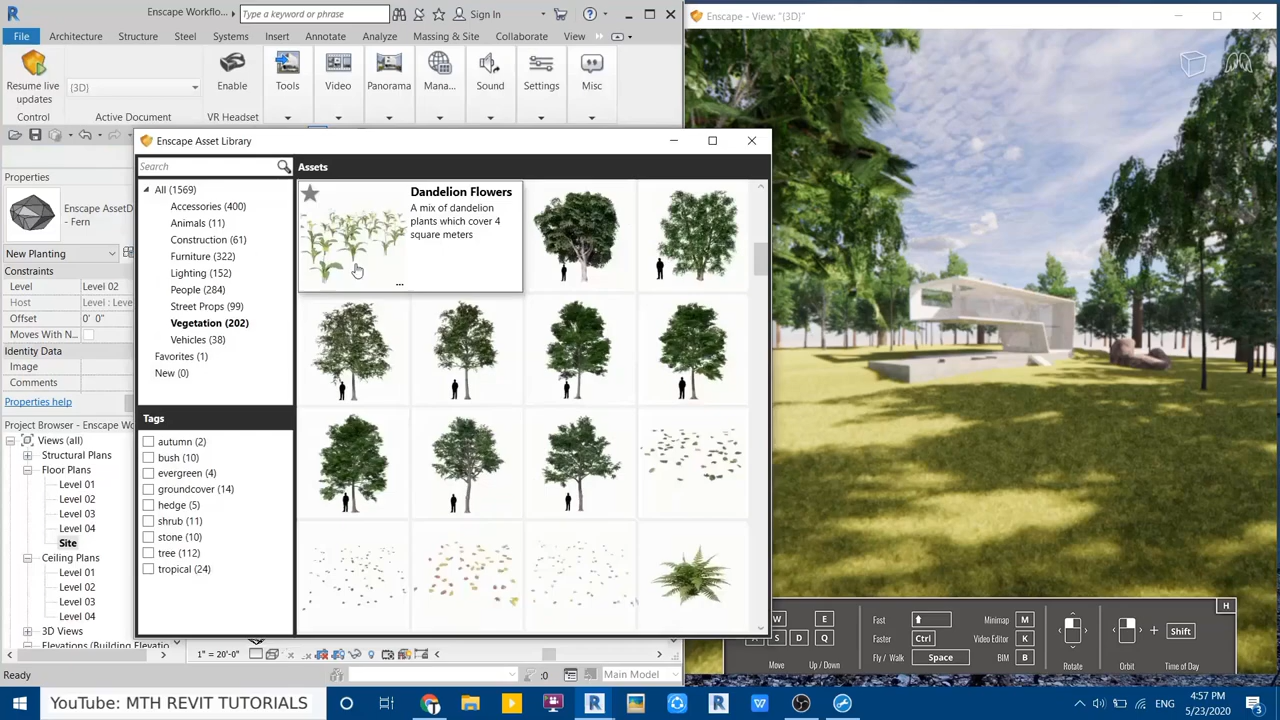 Enscape Workflo...
Type a keyword or phrase
Sign In
Enscape - View: "{3D}"
File
Architecture
Structure
Steel
Systems
Insert
Annotate
Analyze
Massing & Site
Collaborate
View
Resume live
updates
{3D}
Enable
Tools
Video
Panorama
Mana...
Sound
Settings
Misc
Control
Active Document
VR Headset
Enscape Asset Library
Properties
Search
Assets
Enscape AssetD
- Fern
New Planting
Constraints
Level
Level 02
Host
Level : Level
Offset
0' 0"
Moves With N...
Identity Data
Image
Comments
Properties help
All (1569)
Accessories (400)
Animals (11)
Construction (61)
Furniture (322)
Lighting (152)
People (284)
Street Props (99)
Vegetation (202)
Vehicles (38)
Favorites (1)
New (0)
Dandelion Flowers
A mix of dandelion
plants which cover 4
square meters
...
Tags
autumn (2)
bush (10)
evergreen (4)
groundcover (14)
hedge (5)
shrub (11)
stone (10)
tree (112)
tropical (24)
Project Browser - Enscape Wo
Views (all)
Structural Plans
Floor Plans
Level 01
Level 02
Level 03
Level 04
Site
Ceiling Plans
Level 01
Level 02
Level 03
Level 04
3D Views
Elevations (Building Elevatio
1" = 20'-0"
Ready
:0
Main Model
H
W
E
S
D
Q
Move
Up / Down
Fast
Faster
Ctrl
Fly / Walk
Space
Minimap
M
Video Editor
K
BIM
B
Rotate
+
Shift
Orbit
Time of Day
YouTube: MTH REVIT TUTORIALS
ENG
4:57 PM
5/23/2020
3